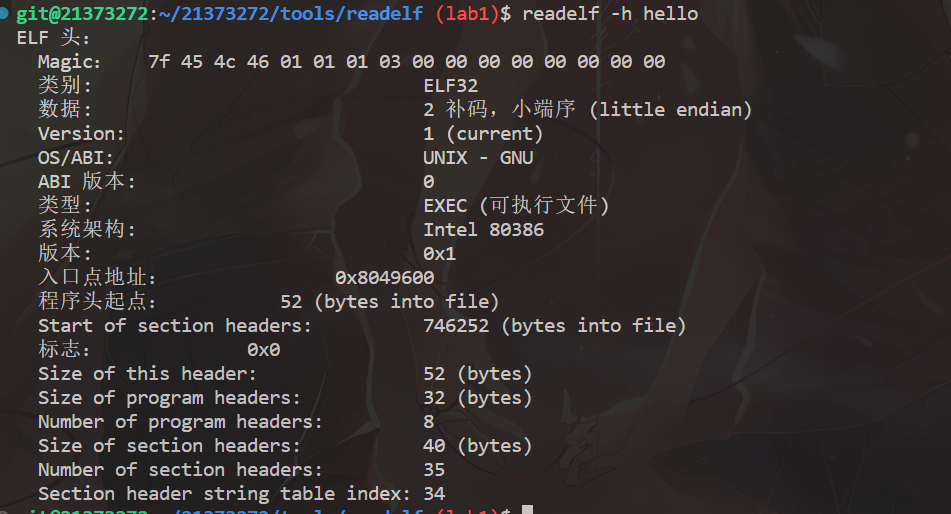 git@21373272:~/21373272/tools/readelf (lab1)$ readelf -h hello
ELF 头：
  Magic：   7f 45 4c 46 01 01 01 03 00 00 00 00 00 00 00 00
  类别:                              ELF32
  数据:                              2 补码，小端序 (little endian)
  Version:                           1 (current)
  OS/ABI:                            UNIX - GNU
  ABI 版本:                          0
  类型:                              EXEC (可执行文件)
  系统架构:                          Intel 80386
  版本:                              0x1
  入口点地址：              0x8049600
  程序头起点：          52 (bytes into file)
  Start of section headers:          746252 (bytes into file)
  标志：             0x0
  Size of this header:               52 (bytes)
  Size of program headers:           32 (bytes)
  Number of program headers:         8
  Size of section headers:           40 (bytes)
  Number of section headers:         35
  Section header string table index: 34
git@21373272:~/21373272/tools/readelf (lab1)$